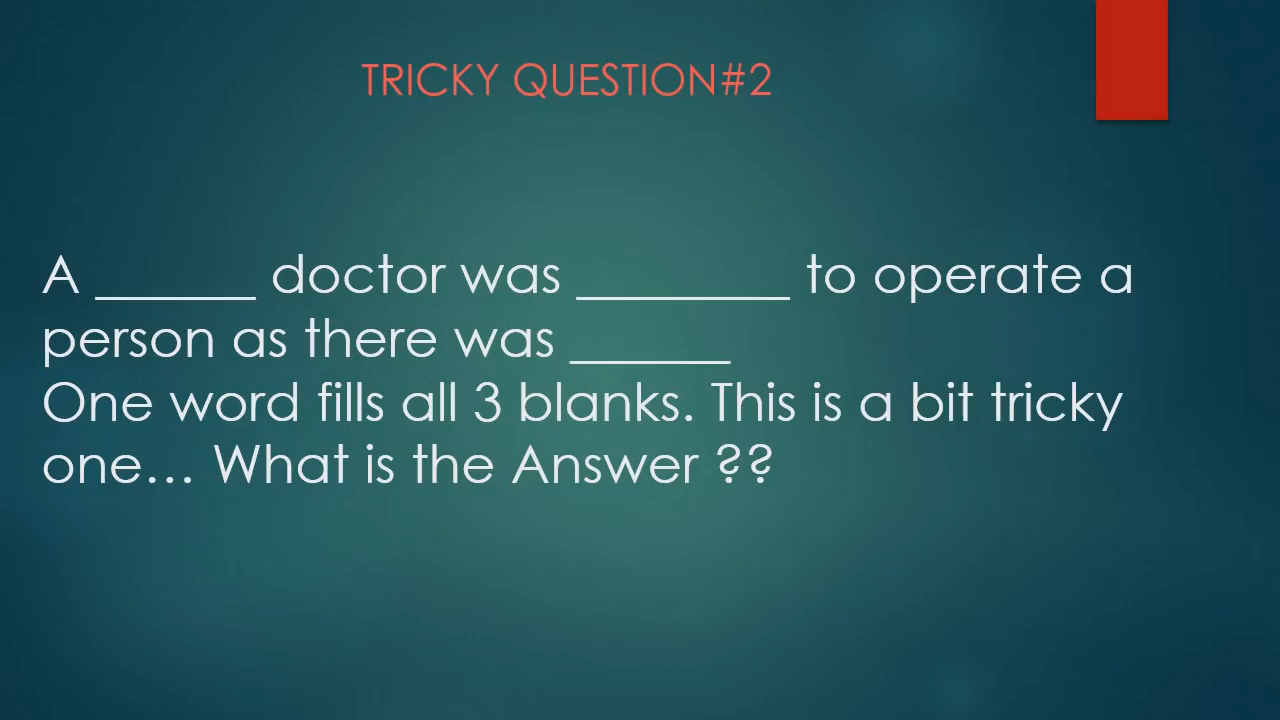 TRICKY QUESTION#2
A ______ doctor was ________ to operate a
person as there was ______
One word fills all 3 blanks. This is a bit tricky
one... What is the Answer ??